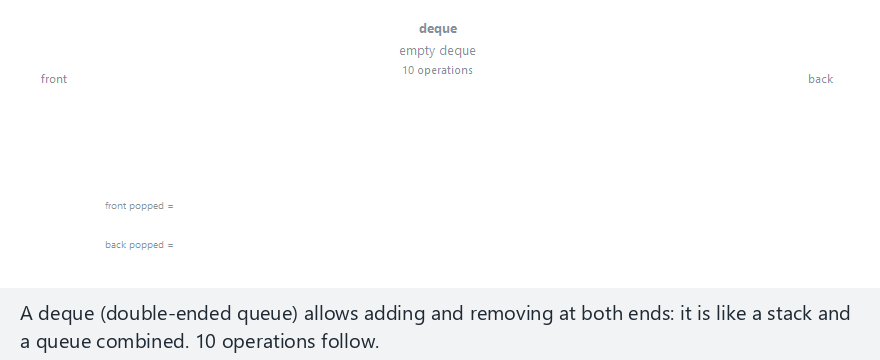 deque
empty deque
10 operations
front
back
front popped =
back popped =
A deque (double-ended queue) allows adding and removing at both ends: it is like a stack and
a queue combined. 10 operations follow.